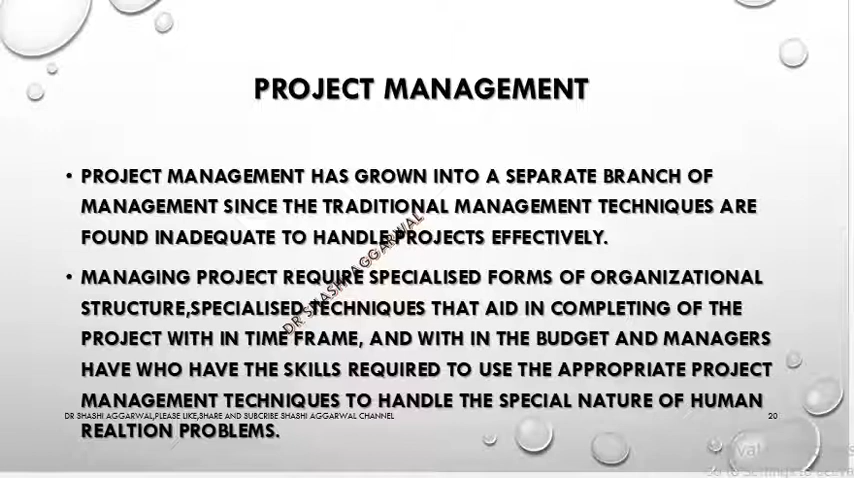 PROJECT MANAGEMENT
• PROJECT MANAGEMENT HAS GROWN INTO A SEPARATE BRANCH OF
MANAGEMENT SINCE THE TRADITIONAL MANAGEMENT TECHNIQUES ARE
FOUND INADEQUATE TO HANDLE PROJECTS EFFECTIVELY.
• MANAGING PROJECT REQUIRE SPECIALISED FORMS OF ORGANIZATIONAL
STRUCTURE,SPECIALISED TECHNIQUES THAT AID IN COMPLETING OF THE
PROJECT WITH IN TIME FRAME, AND WITH IN THE BUDGET AND MANAGERS
HAVE WHO HAVE THE SKILLS REQUIRED TO USE THE APPROPRIATE PROJECT
MANAGEMENT TECHNIQUES TO HANDLE THE SPECIAL NATURE OF HUMAN
REALTION PROBLEMS.
DR SHASHI AGGARWAL
DR SHASHI AGGARWAL,PLEASE LIKE,SHARE AND SUBCRIBE SHASHI AGGARWAL CHANNEL
20